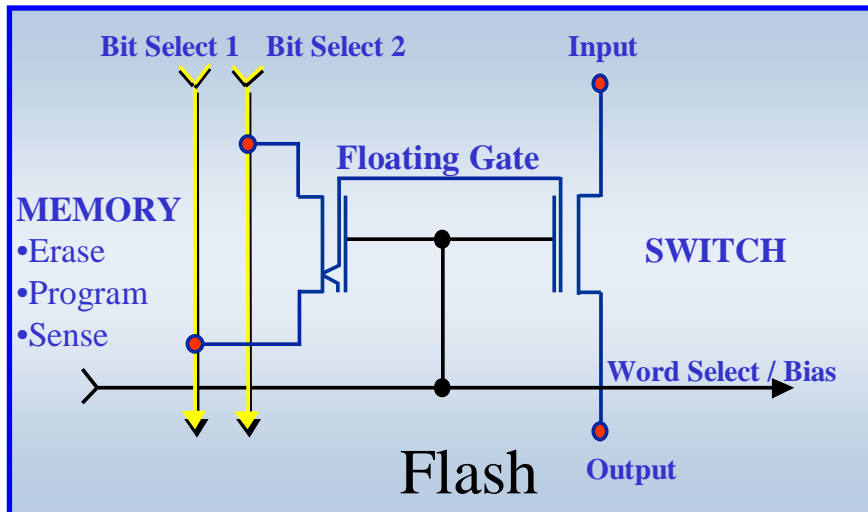 Bit Select 1 Bit Select 2 Input
Floating Gate
MEMORY
•Erase
•Program
•Sense
SWITCH
Word Select / Bias
Flash
Output